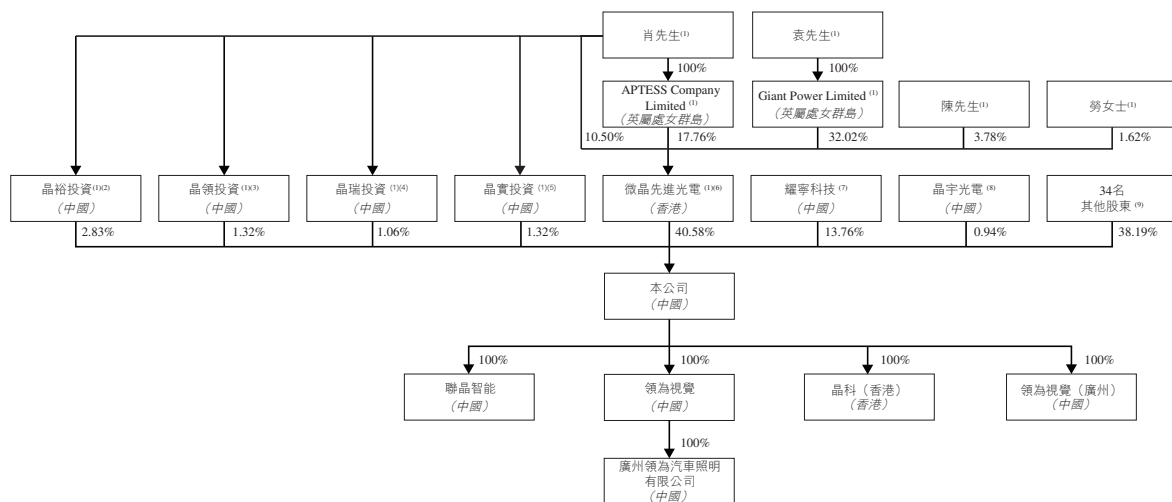 肖先生(1)
袁先生(1)
100%
100%
APTESS Company
Limited (1)
(英屬處女群島)
Giant Power Limited (1)
(英屬處女群島)
陳先生(1)
勞女士(1)
10.50%
17.76%
32.02%
3.78%
1.62%
晶裕投資(1)(2)
(中國)
晶領投資(1)(3)
(中國)
晶瑞投資 (1)(4)
(中國)
晶實投資 (1)(5)
(中國)
微晶先進光電 (1)(6)
(香港)
耀寧科技 (7)
(中國)
晶宇光電 (8)
(中國)
34名
其他股東 (9)
2.83%
1.32%
1.06%
1.32%
40.58%
13.76%
0.94%
38.19%
本公司
(中國)
100%
100%
100%
100%
聯晶智能
(中國)
領為視覺
(中國)
晶科（香港）
(香港)
領為視覺（廣州）
(中國)
100%
廣州領為汽車照明
有限公司
(中國)